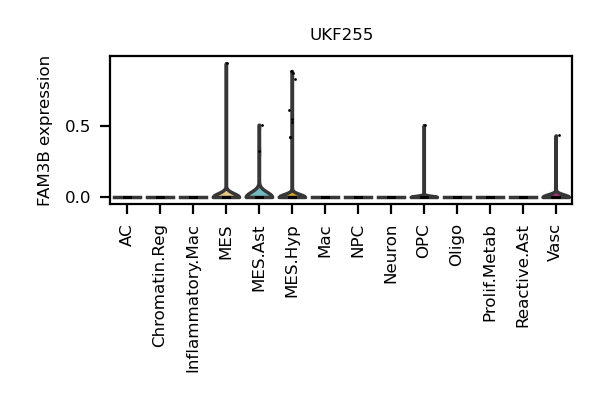 UKF255
FAM3B expression
0.5
0.0
AC
Chromatin.Reg
Inflammatory.Mac
MES
MES.Ast
MES.Hyp
Mac
NPC
Neuron
OPC
Oligo
Prolif.Metab
Reactive.Ast
Vasc